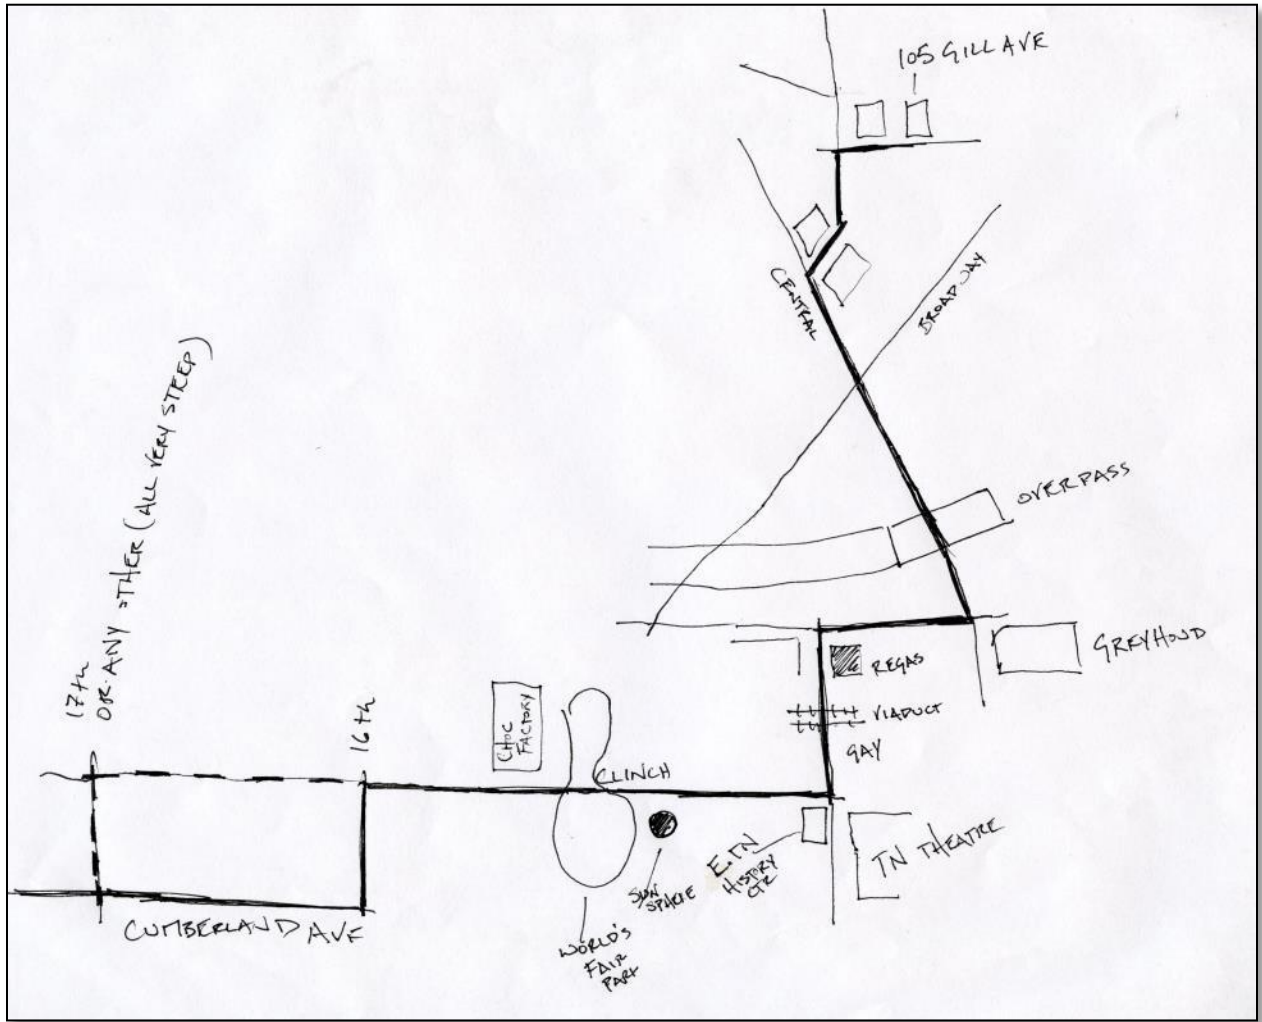 105 GILL AVE
CENTRAL
BROADWAY
OVERPASS
GREYHOUD
REGAS
VIADUCT
GAY
17th
OR ANY OTHER (ALL VERY STEEP)
16th
CHOC
FACTORY
CLINCH
E. TN
HISTORY
CTR
TN THEATRE
SUN
SPHERE
WORLD'S
FAIR
PARK
CUMBERLAND AVE